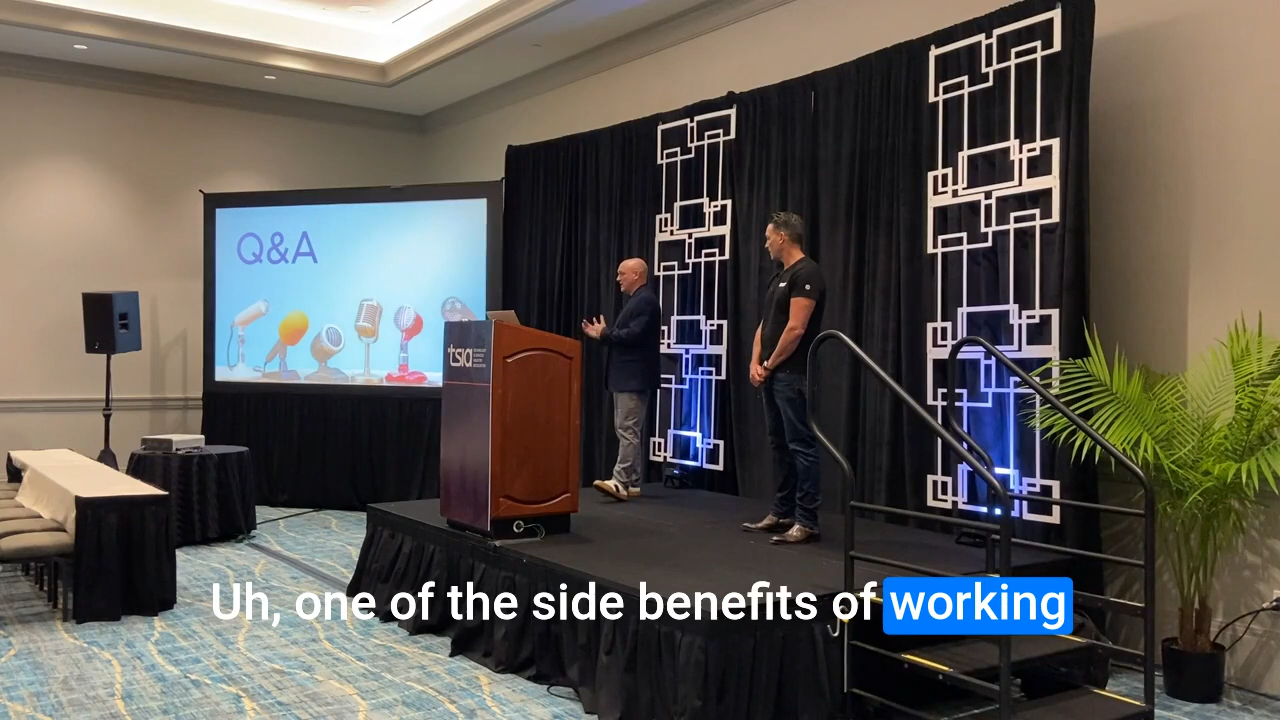 Q&A
tsia
Uh, one of the side benefits of working